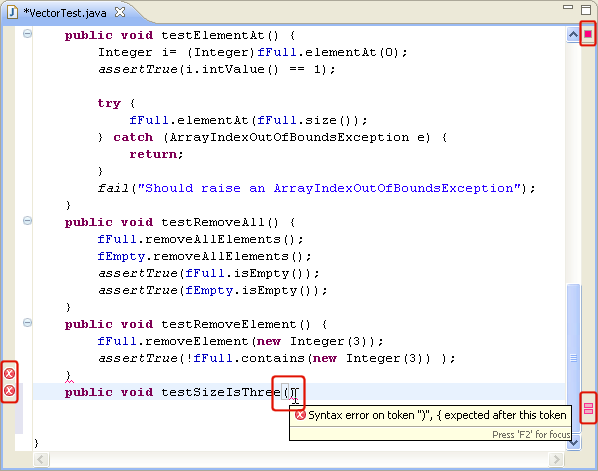 *VectorTest.java
public void testElementAt() {
Integer i= (Integer)fFull.elementAt(0);
assertTrue(i.intValue() == 1);
try {
fFull.elementAt(fFull.size());
} catch (ArrayIndexOutOfBoundsException e) {
return;
}
fail("Should raise an ArrayIndexOutOfBoundsException");
}
public void testRemoveAll() {
fFull.removeAllElements();
fEmpty.removeAllElements();
assertTrue(fFull.isEmpty());
assertTrue(fEmpty.isEmpty());
}
public void testRemoveElement() {
fFull.removeElement(new Integer(3));
assertTrue(!fFull.contains(new Integer(3)) );
}
public void testSizeIsThree()
Syntax error on token ")", { expected after this token
Press 'F2' for focus
}